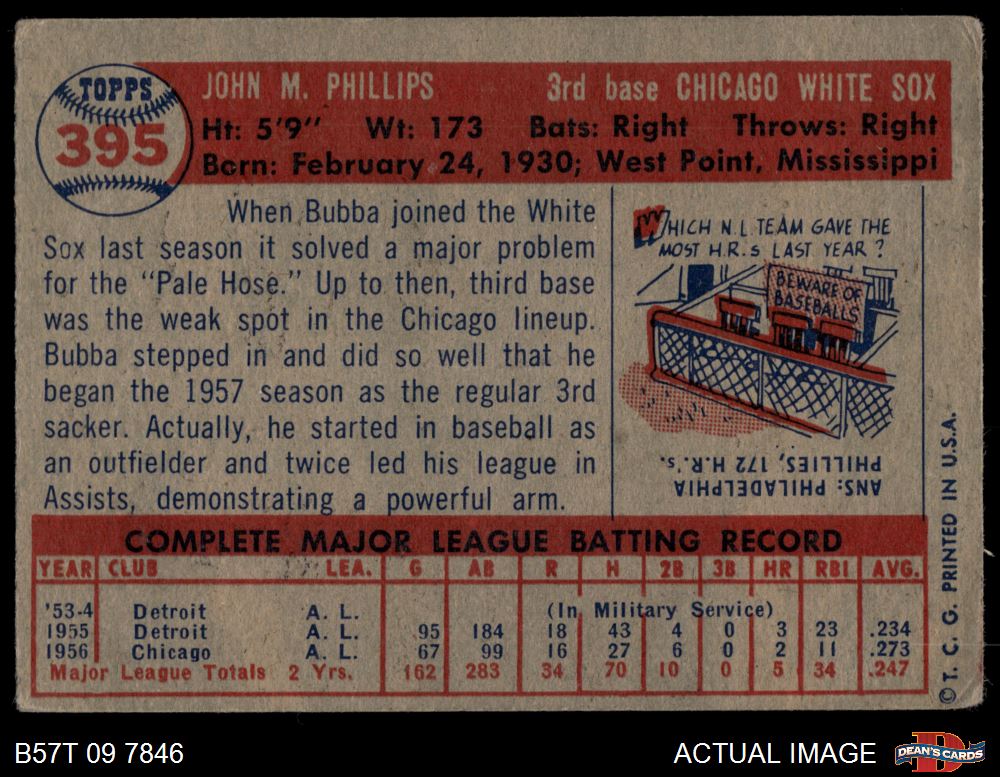 TOPPS
395
JOHN M. PHILLIPS 3rd base CHICAGO WHITE SOX
Ht: 5'9" Wt: 173 Bats: Right Throws: Right
Born: February 24, 1930; West Point, Mississippi
When Bubba joined the White
Sox last season it solved a major problem
for the "Pale Hose." Up to then, third base
was the weak spot in the Chicago lineup.
Bubba stepped in and did so well that he
began the 1957 season as the regular 3rd
sacker. Actually, he started in baseball as
an outfielder and twice led his league in
Assists, demonstrating a powerful arm.
WHICH N.L. TEAM GAVE THE
MOST H.R.s LAST YEAR?
BEWARE OF
BASEBALLS
ANS: PHILADELPHIA
PHILLIES, 172 H.R.'s.
COMPLETE MAJOR LEAGUE BATTING RECORD
YEAR CLUB LEA. G AB R H 2B 3B HR RBI AVG.
'53-4 Detroit A. L. (In Military Service)
1955 Detroit A. L. 95 184 18 43 4 0 3 23 .234
1956 Chicago A. L. 67 99 16 27 6 0 2 11 .273
Major League Totals 2 Yrs. 162 283 34 70 10 0 5 34 .247
© T. C. G. PRINTED IN U.S.A.
B57T 09 7846
ACTUAL IMAGE
D
DEAN'S CARDS